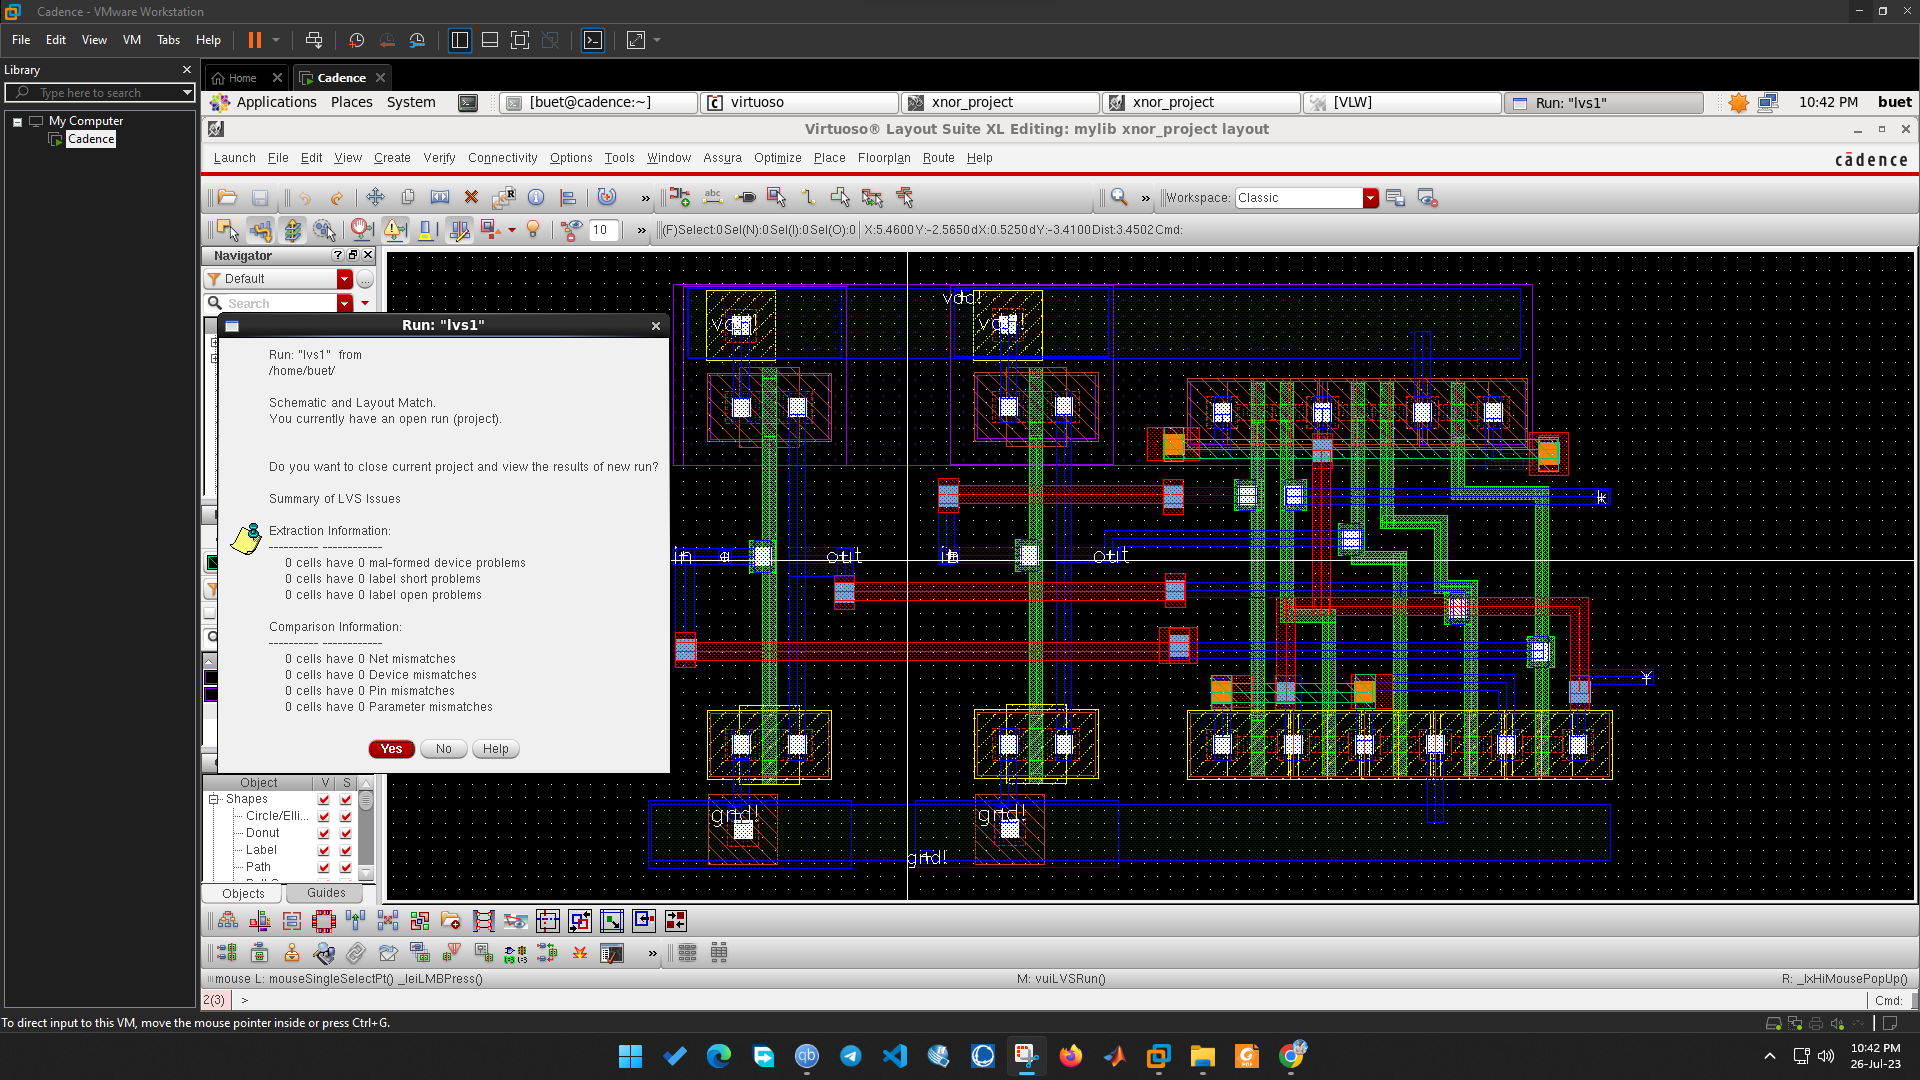 Cadence - VMware Workstation
File Edit View VM Tabs Help
Library
Type here to search
My Computer
Cadence
Home
Cadence
Applications Places System
[buet@cadence:~]
virtuoso
xnor_project
xnor_project
[VLW]
Run: "lvs1"
10:42 PM buet
Virtuoso® Layout Suite XL Editing: mylib xnor_project layout
Launch File Edit View Create Verify Connectivity Options Tools Window Assura Optimize Place Floorplan Route Help
cādence
abc
Workspace: Classic
10
(F)Select:0 Sel(N):0 Sel(I):0 Sel(O):0 X:5.4600 Y:-2.5650 dX:0.5250 dY:-3.4100 Dist:3.4502 Cmd:
Navigator
Default
Search
Run: "lvs1"
Run: "lvs1" from
/home/buet/
Schematic and Layout Match.
You currently have an open run (project).
Do you want to close current project and view the results of new run?
Summary of LVS Issues
Extraction Information:
---------- ------------
0 cells have 0 mal-formed device problems
0 cells have 0 label short problems
0 cells have 0 label open problems
Comparison Information:
---------- ------------
0 cells have 0 Net mismatches
0 cells have 0 Device mismatches
0 cells have 0 Pin mismatches
0 cells have 0 Parameter mismatches
Yes No Help
vdd!
in
out
in
out
gnd!
gnd!
gnd!
Object V S
Shapes
Circle/Elli...
Donut
Label
Path
Objects Guides
mouse L: mouseSingleSelectPt() _leiLMBPress()
M: vuiLVSRun()
R: _lxHiMousePopUp()
2(3) >
Cmd:
To direct input to this VM, move the mouse pointer inside or press Ctrl+G.
10:42 PM
26-Jul-23